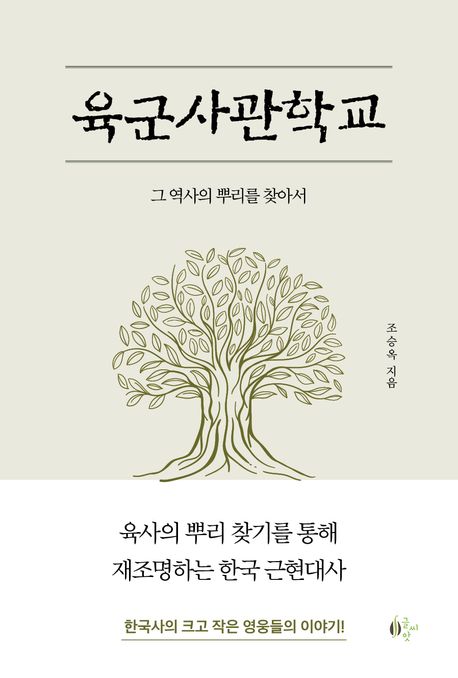 육군사관학교
그 역사의 뿌리를 찾아서
조승옥 지음
육사의 뿌리 찾기를 통해
재조명하는 한국 근현대사
한국사의 크고 작은 영웅들의 이야기!
글씨앗